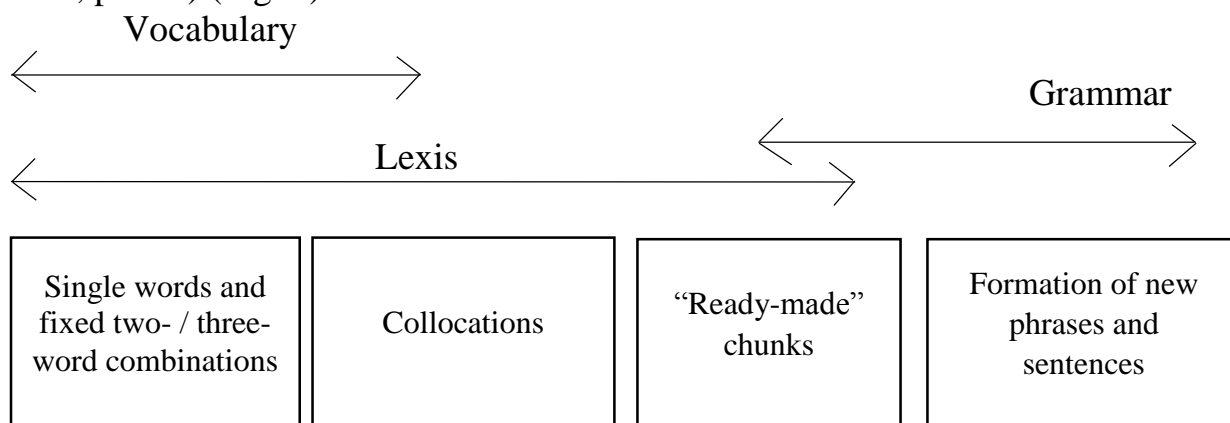 Vocabulary
Grammar
Lexis
Single words and
fixed two- / three-
word combinations
Collocations
“Ready-made”
chunks
Formation of new
phrases and
sentences